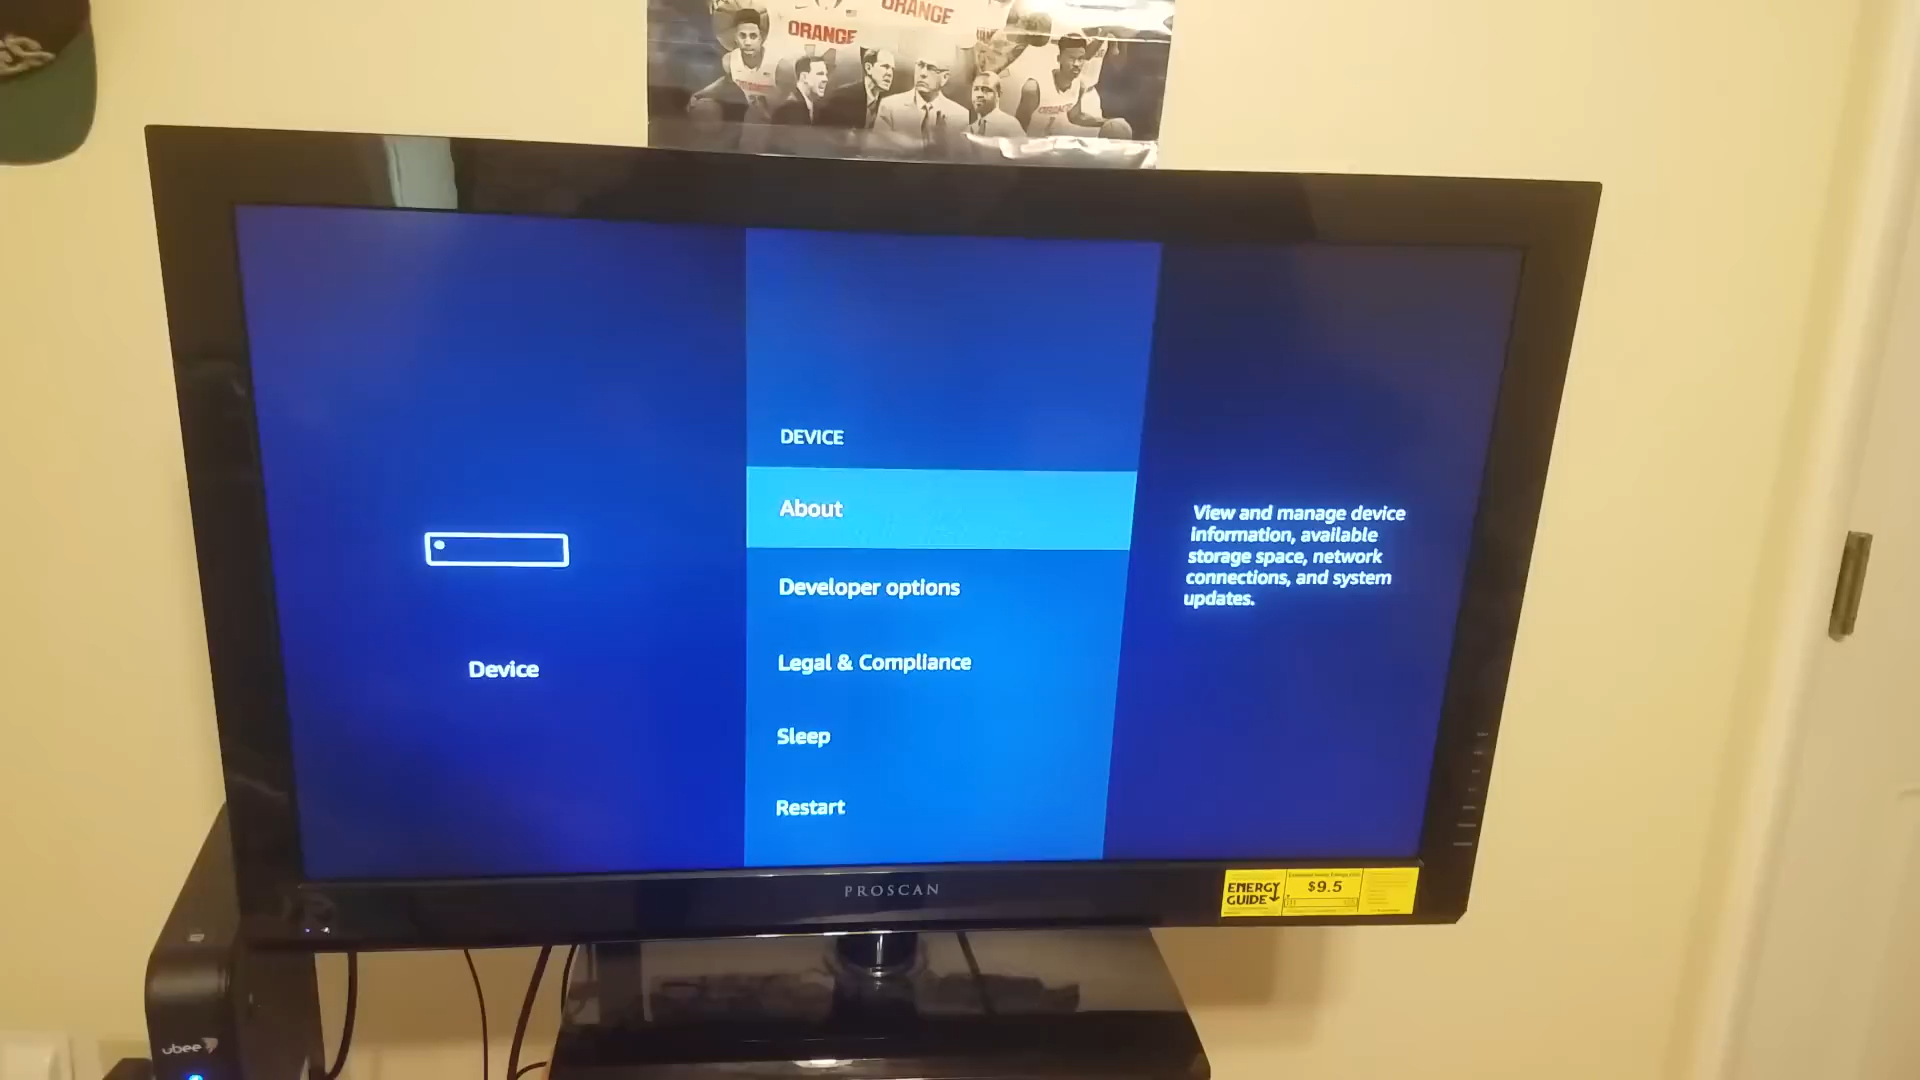 ORANGE
ORANGE
DEVICE
About
Developer options
Legal & Compliance
Sleep
Restart
Device
View and manage device
information, available
storage space, network
connections, and system
updates.
PROSCAN
ENERGY
GUIDE
$9.5
ubee